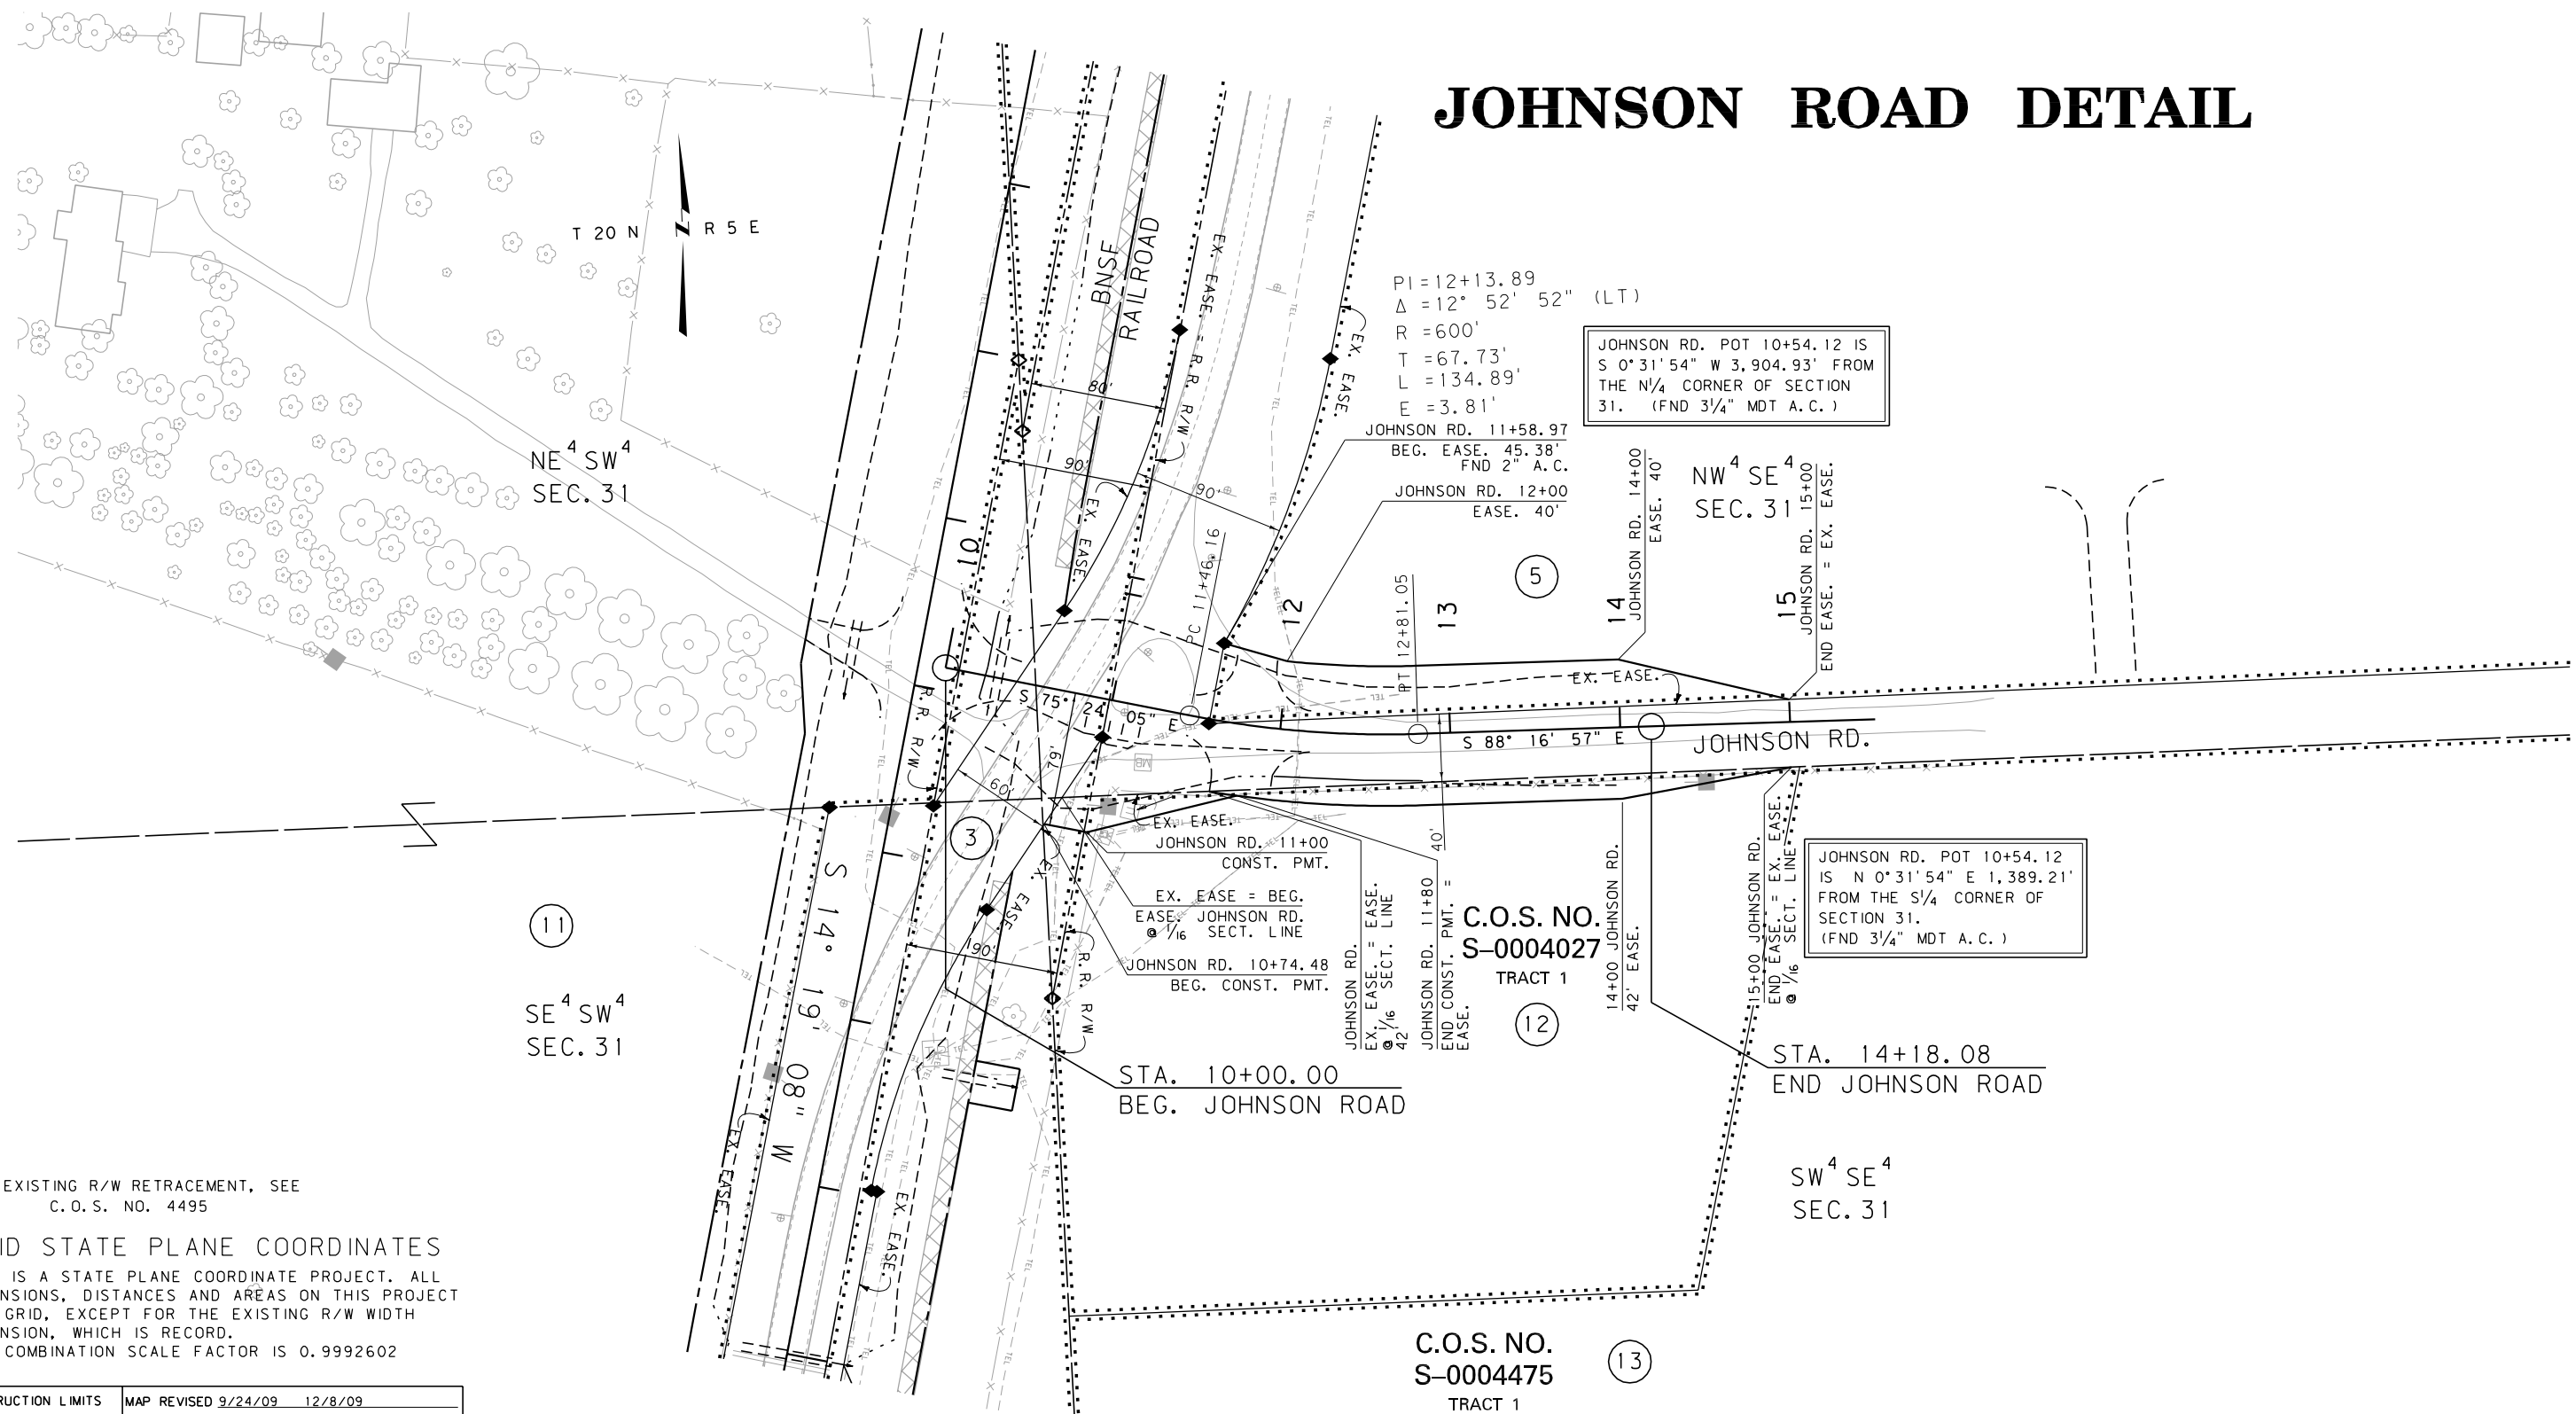 JOHNSON ROAD DETAIL
T 20 N
R 5 E
BNSF
RAILROAD
EX. EASE = R.R. R/W
EX. EASE.
PI=12+13.89
Δ =12° 52' 52" (LT)
R =600'
T =67.73'
L =134.89'
E =3.81'
JOHNSON RD. POT 10+54.12 IS
S 0°31'54" W 3,904.93' FROM
THE N1/4 CORNER OF SECTION
31. (FND 3 1/4" MDT A.C.)
JOHNSON RD. 11+58.97
BEG. EASE. 45.38'
FND 2" A.C.
JOHNSON RD. 12+00
EASE. 40'
80'
90'
90'
EX. EASE.
NE4 SW4
SEC. 31
NW4 SE4
SEC. 31
JOHNSON RD. 14+00
EASE. 40'
JOHNSON RD. 15+00
END EASE. = EX. EASE.
PC 11+46.16
PT 12+81.05
5
10
11
12
13
14
15
EX. EASE.
S 75° 24' 05" E
S 88° 16' 57" E
JOHNSON RD.
R.R. R/W
79'
60'
40'
MB
3
EX. EASE.
JOHNSON RD. 11+00
CONST. PMT.
EX. EASE = BEG.
EASE. JOHNSON RD.
@ 1/16 SECT. LINE
JOHNSON RD. 10+74.48
BEG. CONST. PMT.
EX. EASE.
90'
R.R. R/W
JOHNSON RD.
EX. EASE. = EASE.
@ 1/16 SECT. LINE
42'
JOHNSON RD. 11+80
END CONST. PMT. =
EASE.
C.O.S. NO.
S-0004027
TRACT 1
12
14+00 JOHNSON RD.
42' EASE.
15+00 JOHNSON RD.
END EASE. = EX. EASE.
@ 1/16 SECT. LINE
JOHNSON RD. POT 10+54.12
IS N 0°31'54" E 1,389.21'
FROM THE S1/4 CORNER OF
SECTION 31.
(FND 3 1/4" MDT A.C.)
11
S 14° 19' 08" W
SE4 SW4
SEC. 31
STA. 10+00.00
BEG. JOHNSON ROAD
STA. 14+18.08
END JOHNSON ROAD
SW4 SE4
SEC. 31
EX. EASE.
EX. EASE.
EXISTING R/W RETRACEMENT, SEE
C.O.S. NO. 4495
ID STATE PLANE COORDINATES
IS A STATE PLANE COORDINATE PROJECT. ALL
NSIONS, DISTANCES AND AREAS ON THIS PROJECT
GRID, EXCEPT FOR THE EXISTING R/W WIDTH
NSION, WHICH IS RECORD.
COMBINATION SCALE FACTOR IS 0.9992602
RUCTION LIMITS
MAP REVISED 9/24/09 12/8/09
C.O.S. NO.
S-0004475
TRACT 1
13